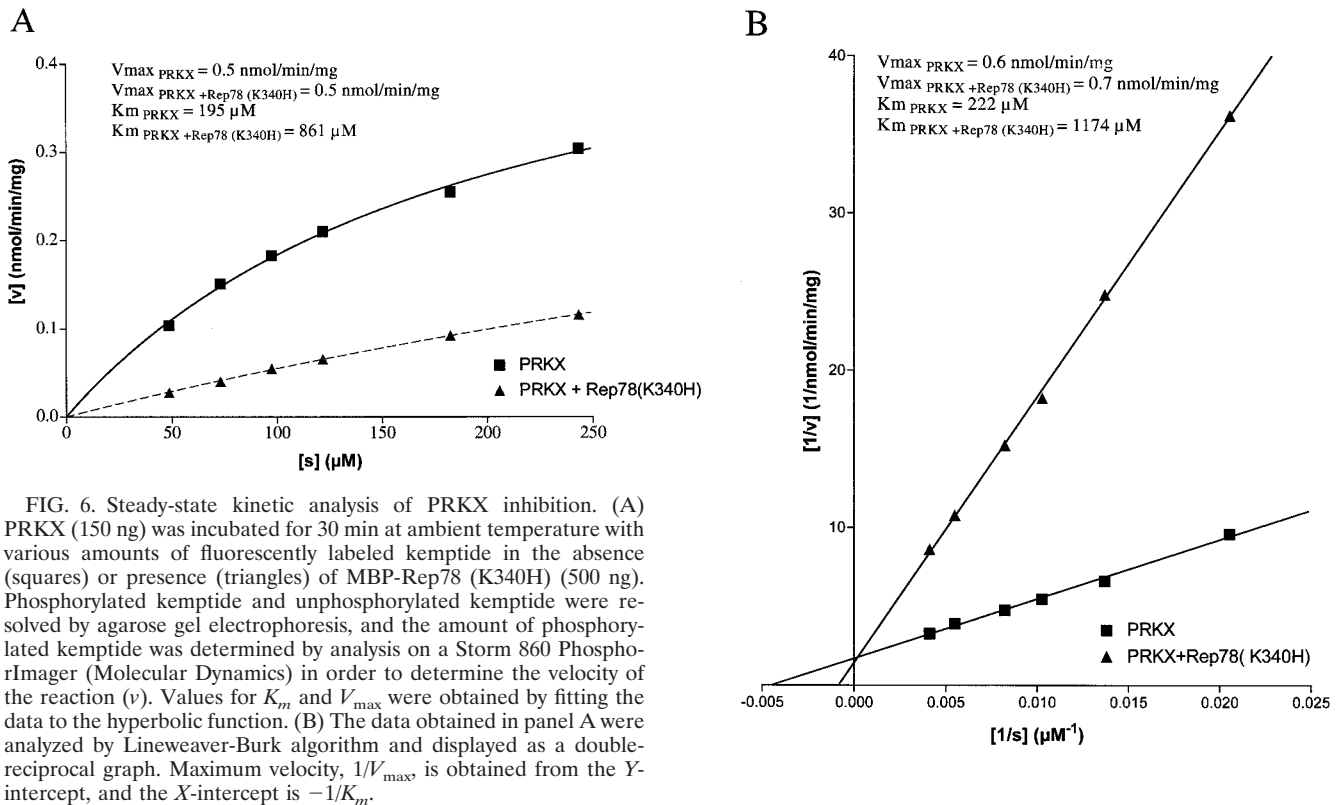 A
Vmax PRKX = 0.5 nmol/min/mg
Vmax PRKX +Rep78 (K340H) = 0.5 nmol/min/mg
Km PRKX = 195 µM
Km PRKX +Rep78 (K340H) = 861 µM
[v] (nmol/min/mg)
0.4
0.3
0.2
0.1
0.0
0
50
100
150
200
250
[s] (µM)
PRKX
PRKX + Rep78(K340H)
FIG. 6. Steady-state kinetic analysis of PRKX inhibition. (A)
PRKX (150 ng) was incubated for 30 min at ambient temperature with
various amounts of fluorescently labeled kemptide in the absence
(squares) or presence (triangles) of MBP-Rep78 (K340H) (500 ng).
Phosphorylated kemptide and unphosphorylated kemptide were re-
solved by agarose gel electrophoresis, and the amount of phosphory-
lated kemptide was determined by analysis on a Storm 860 Phospho-
rImager (Molecular Dynamics) in order to determine the velocity of
the reaction (v). Values for Km and Vmax were obtained by fitting the
data to the hyperbolic function. (B) The data obtained in panel A were
analyzed by Lineweaver-Burk algorithm and displayed as a double-
reciprocal graph. Maximum velocity, 1/Vmax, is obtained from the Y-
intercept, and the X-intercept is −1/Km.
B
Vmax PRKX = 0.6 nmol/min/mg
Vmax PRKX +Rep78 (K340H) = 0.7 nmol/min/mg
Km PRKX = 222 µM
Km PRKX +Rep78 (K340H) = 1174 µM
[1/v] (1/nmol/min/mg)
40
30
20
10
-0.005
0.000
0.005
0.010
0.015
0.020
0.025
[1/s] (µM-1)
PRKX
PRKX+Rep78( K340H)